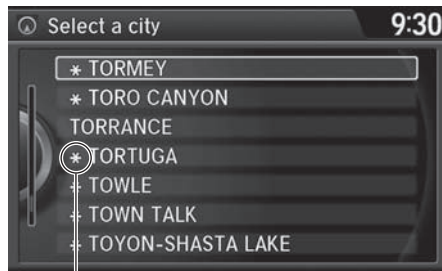 Select a city
9:30
* TORMEY
* TORO CANYON
TORRANCE
* TORTUGA
* TOWLE
* TOWN TALK
* TOYON-SHASTA LAKE